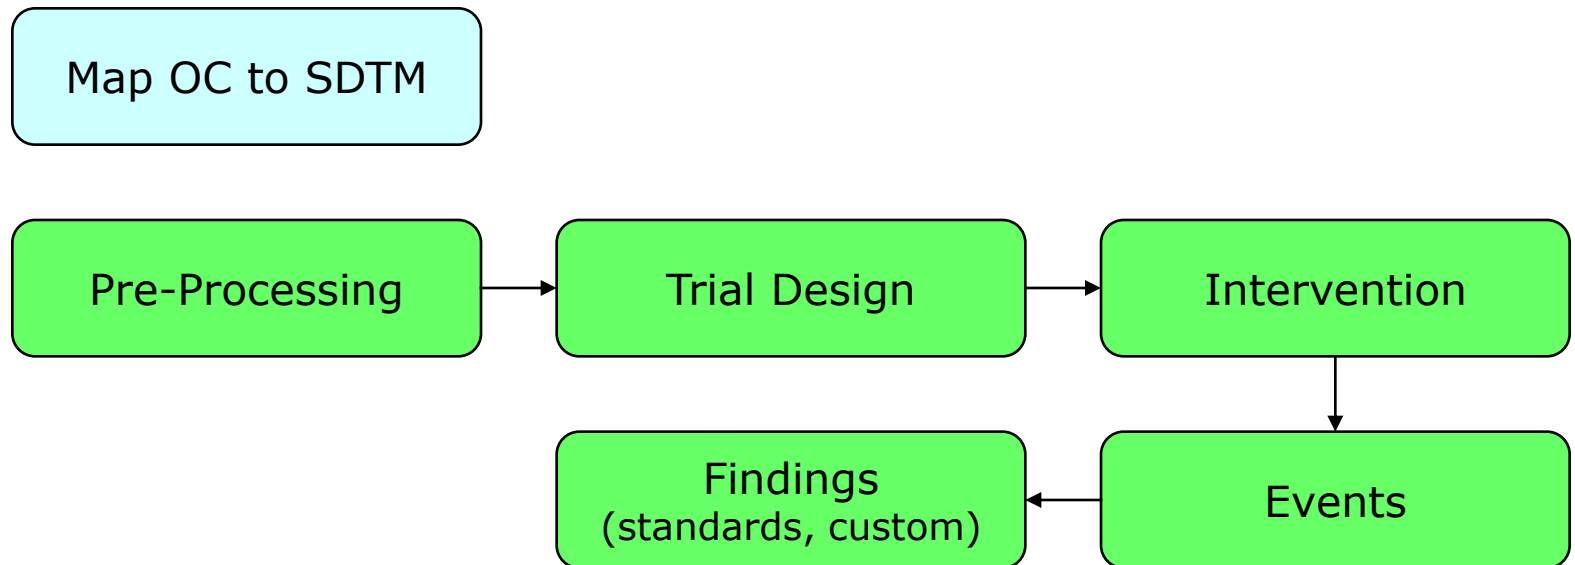 Map OC to SDTM
Pre-Processing
Trial Design
Intervention
Findings
(standards, custom)
Events